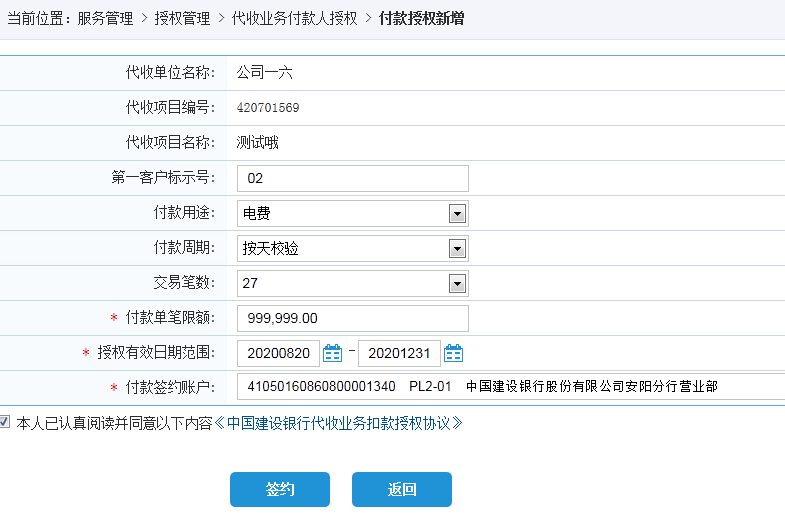 当前位置：服务管理 > 授权管理 > 代收业务付款人授权 > 付款授权新增
代收单位名称： 公司一六
代收项目编号： 420701569
代收项目名称： 测试哦
第一客户标示号： 02
付款用途： 电费
付款周期： 按天校验
交易笔数： 27
* 付款单笔限额： 999,999.00
* 授权有效日期范围： 20200820 - 20201231
* 付款签约账户： 41050160860800001340 PL2-01 中国建设银行股份有限公司安阳分行营业部
本人已认真阅读并同意以下内容《中国建设银行代收业务扣款授权协议》
签约 返回